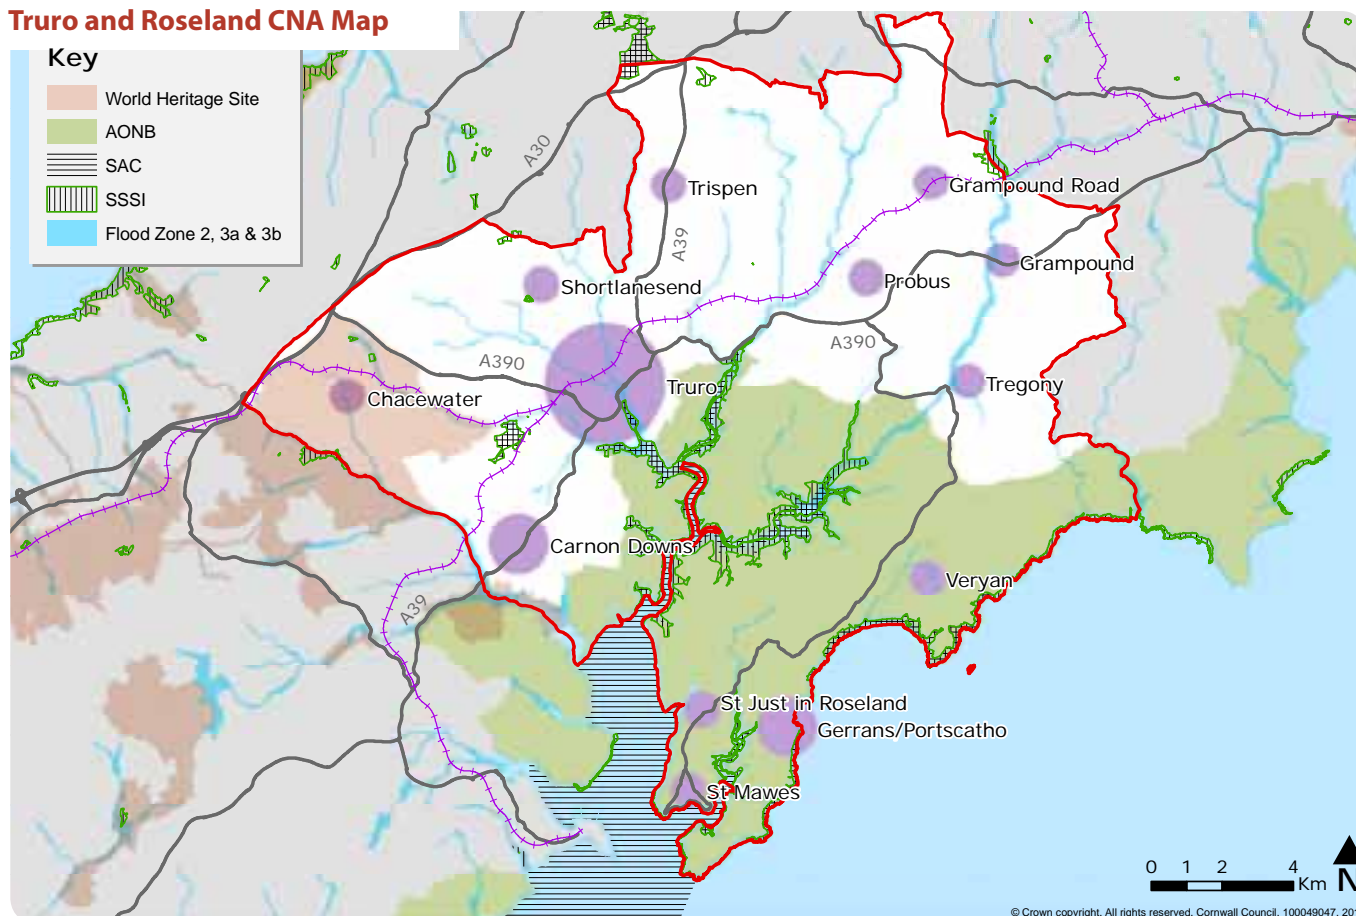 Truro and Roseland CNA Map
Key
World Heritage Site
AONB
SAC
SSSI
Flood Zone 2, 3a & 3b
A30
Trispen
Grampound Road
A39
Grampound
Shortlanesend
Probus
A390
A390
Truro
Tregony
Chacewater
Carnon Downs
Veryan
A39
St Just in Roseland
Gerrans/Portscatho
St Mawes
0 1 2 4
Km
N
© Crown copyright. All rights reserved. Cornwall Council, 100049047, 201